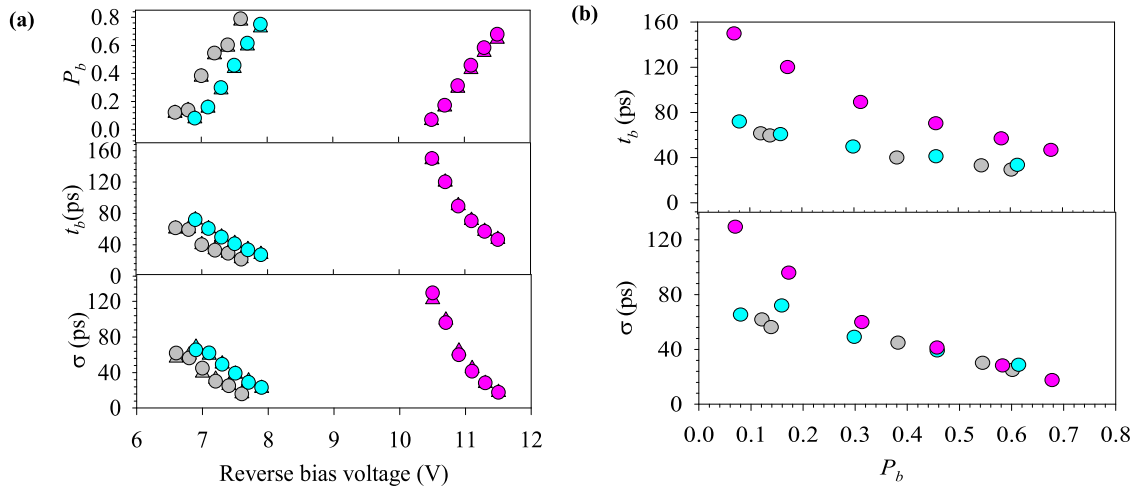 (a)
0.8
0.6
0.4
0.2
0.0
P_b
160
120
80
40
0
t_b(ps)
120
80
40
0
σ (ps)
6 7 8 9 10 11 12
Reverse bias voltage (V)
(b)
160
120
80
40
0
t_b (ps)
120
80
40
0
σ (ps)
0.0 0.1 0.2 0.3 0.4 0.5 0.6 0.7 0.8
P_b